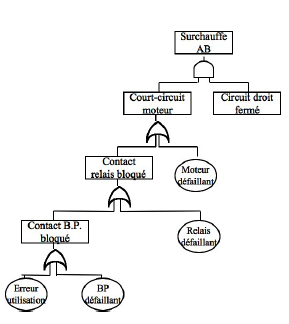 Surchauffe
AB
Court-circuit
moteur
Circuit droit
fermé
Contact
relais bloqué
Moteur
défaillant
Contact B.P.
bloqué
Relais
défaillant
Erreur
utilisation
BP
défaillant